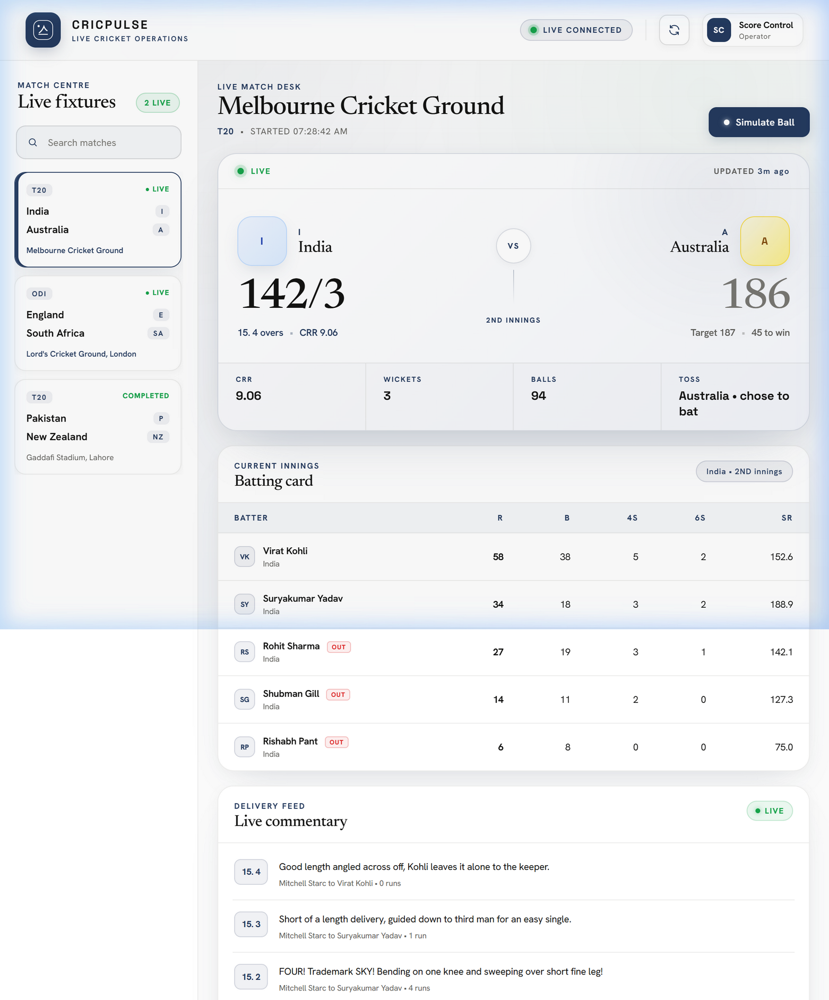 CRICPULSE
LIVE CRICKET OPERATIONS
LIVE CONNECTED
SC
Score Control
Operator
MATCH CENTRE
Live fixtures
2 LIVE
Search matches
T20
• LIVE
India
I
Australia
A
Melbourne Cricket Ground
ODI
• LIVE
England
E
South Africa
SA
Lord's Cricket Ground, London
T20
COMPLETED
Pakistan
P
New Zealand
NZ
Gaddafi Stadium, Lahore
LIVE MATCH DESK
Melbourne Cricket Ground
T20 • STARTED 07:28:42 AM
Simulate Ball
LIVE
UPDATED 3m ago
I
I
India
142/3
15. 4 overs • CRR 9.06
VS
2ND INNINGS
A
Australia
A
186
Target 187 • 45 to win
CRR
9.06
WICKETS
3
BALLS
94
TOSS
Australia • chose to
bat
CURRENT INNINGS
Batting card
India • 2ND innings
BATTER R B 4S 6S SR
VK
Virat Kohli
India
58 38 5 2 152.6
SY
Suryakumar Yadav
India
34 18 3 2 188.9
RS
Rohit Sharma OUT
India
27 19 3 1 142.1
SG
Shubman Gill OUT
India
14 11 2 0 127.3
RP
Rishabh Pant OUT
India
6 8 0 0 75.0
DELIVERY FEED
Live commentary
LIVE
15. 4
Good length angled across off, Kohli leaves it alone to the keeper.
Mitchell Starc to Virat Kohli • 0 runs
15. 3
Short of a length delivery, guided down to third man for an easy single.
Mitchell Starc to Suryakumar Yadav • 1 run
15. 2
FOUR! Trademark SKY! Bending on one knee and sweeping over short fine leg!
Mitchell Starc to Suryakumar Yadav • 4 runs